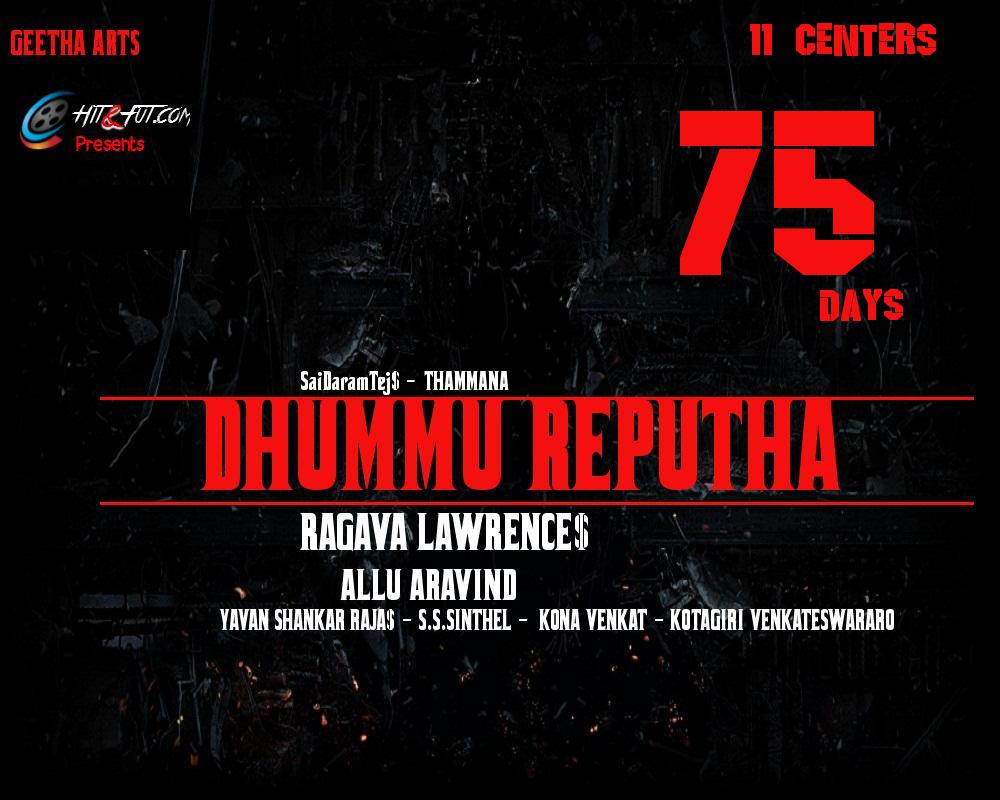 GEETHA ARTS
11 CENTERS
HIT&FUT.COM
Presents
75
DAYS
SaiDaramTej$ - THAMMANA
DHUMMU REPUTHA
RAGAVA LAWRENCE$
ALLU ARAVIND
YAVAN SHANKAR RAJA$ - S.S.SINTHEL - KONA VENKAT - KOTAGIRI VENKATESWARARO